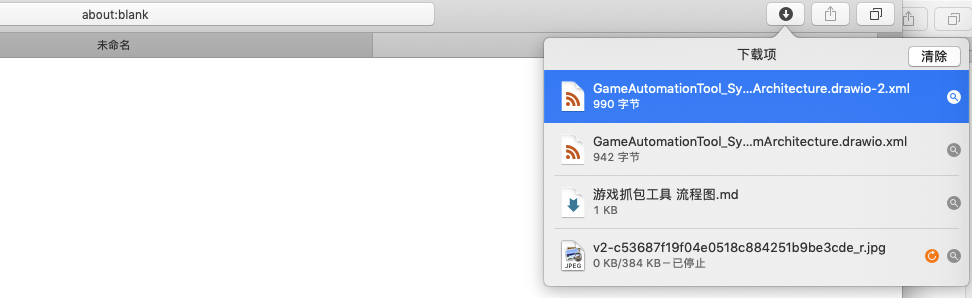 about:blank
未命名
下载项
清除
GameAutomationTool_Sy...Architecture.drawio-2.xml
990 字节
GameAutomationTool_Sy...mArchitecture.drawio.xml
942 字节
游戏抓包工具 流程图.md
1 KB
JPEG
v2-c53687f19f04e0518c884251b9be3cde_r.jpg
0 KB/384 KB－已停止